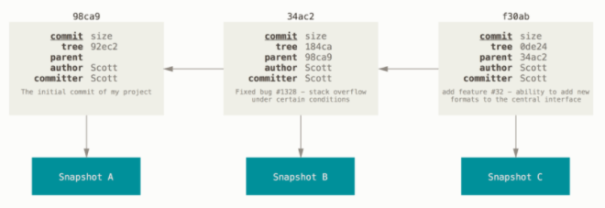 98ca9
commit size
tree 92ec2
parent
author Scott
committer Scott
The initial commit of my project
Snapshot A
34ac2
commit size
tree 184ca
parent 98ca9
author Scott
committer Scott
Fixed bug #1328 - stack overflow
under certain conditions
Snapshot B
f30ab
commit size
tree 0de24
parent 34ac2
author Scott
committer Scott
add feature #32 - ability to add new
formats to the central interface
Snapshot C